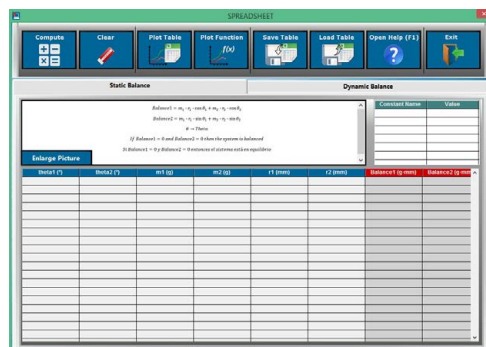 SPREADSHEET
Compute
Clear
Plot Table
Plot Function
f(x)
Save Table
Load Table
Open Help (F1)
?
Exit
Static Balance
Dynamic Balance
Balance1 = m₁ · r₁ · cos θ₁ + m₂ · r₂ · cos θ₂
Balance2 = m₁ · r₁ · sin θ₁ + m₂ · r₂ · sin θ₂
θ → Theta
If Balance1 = 0 and Balance2 = 0 then the system is balanced
Si Balance1 = 0 y Balance2 = 0 entonces el sistema está en equilibrio
Enlarge Picture
Constant Name
Value
theta1 (°)
theta2 (°)
m1 (g)
m2 (g)
r1 (mm)
r2 (mm)
Balance1 (g·mm)
Balance2 (g·mm